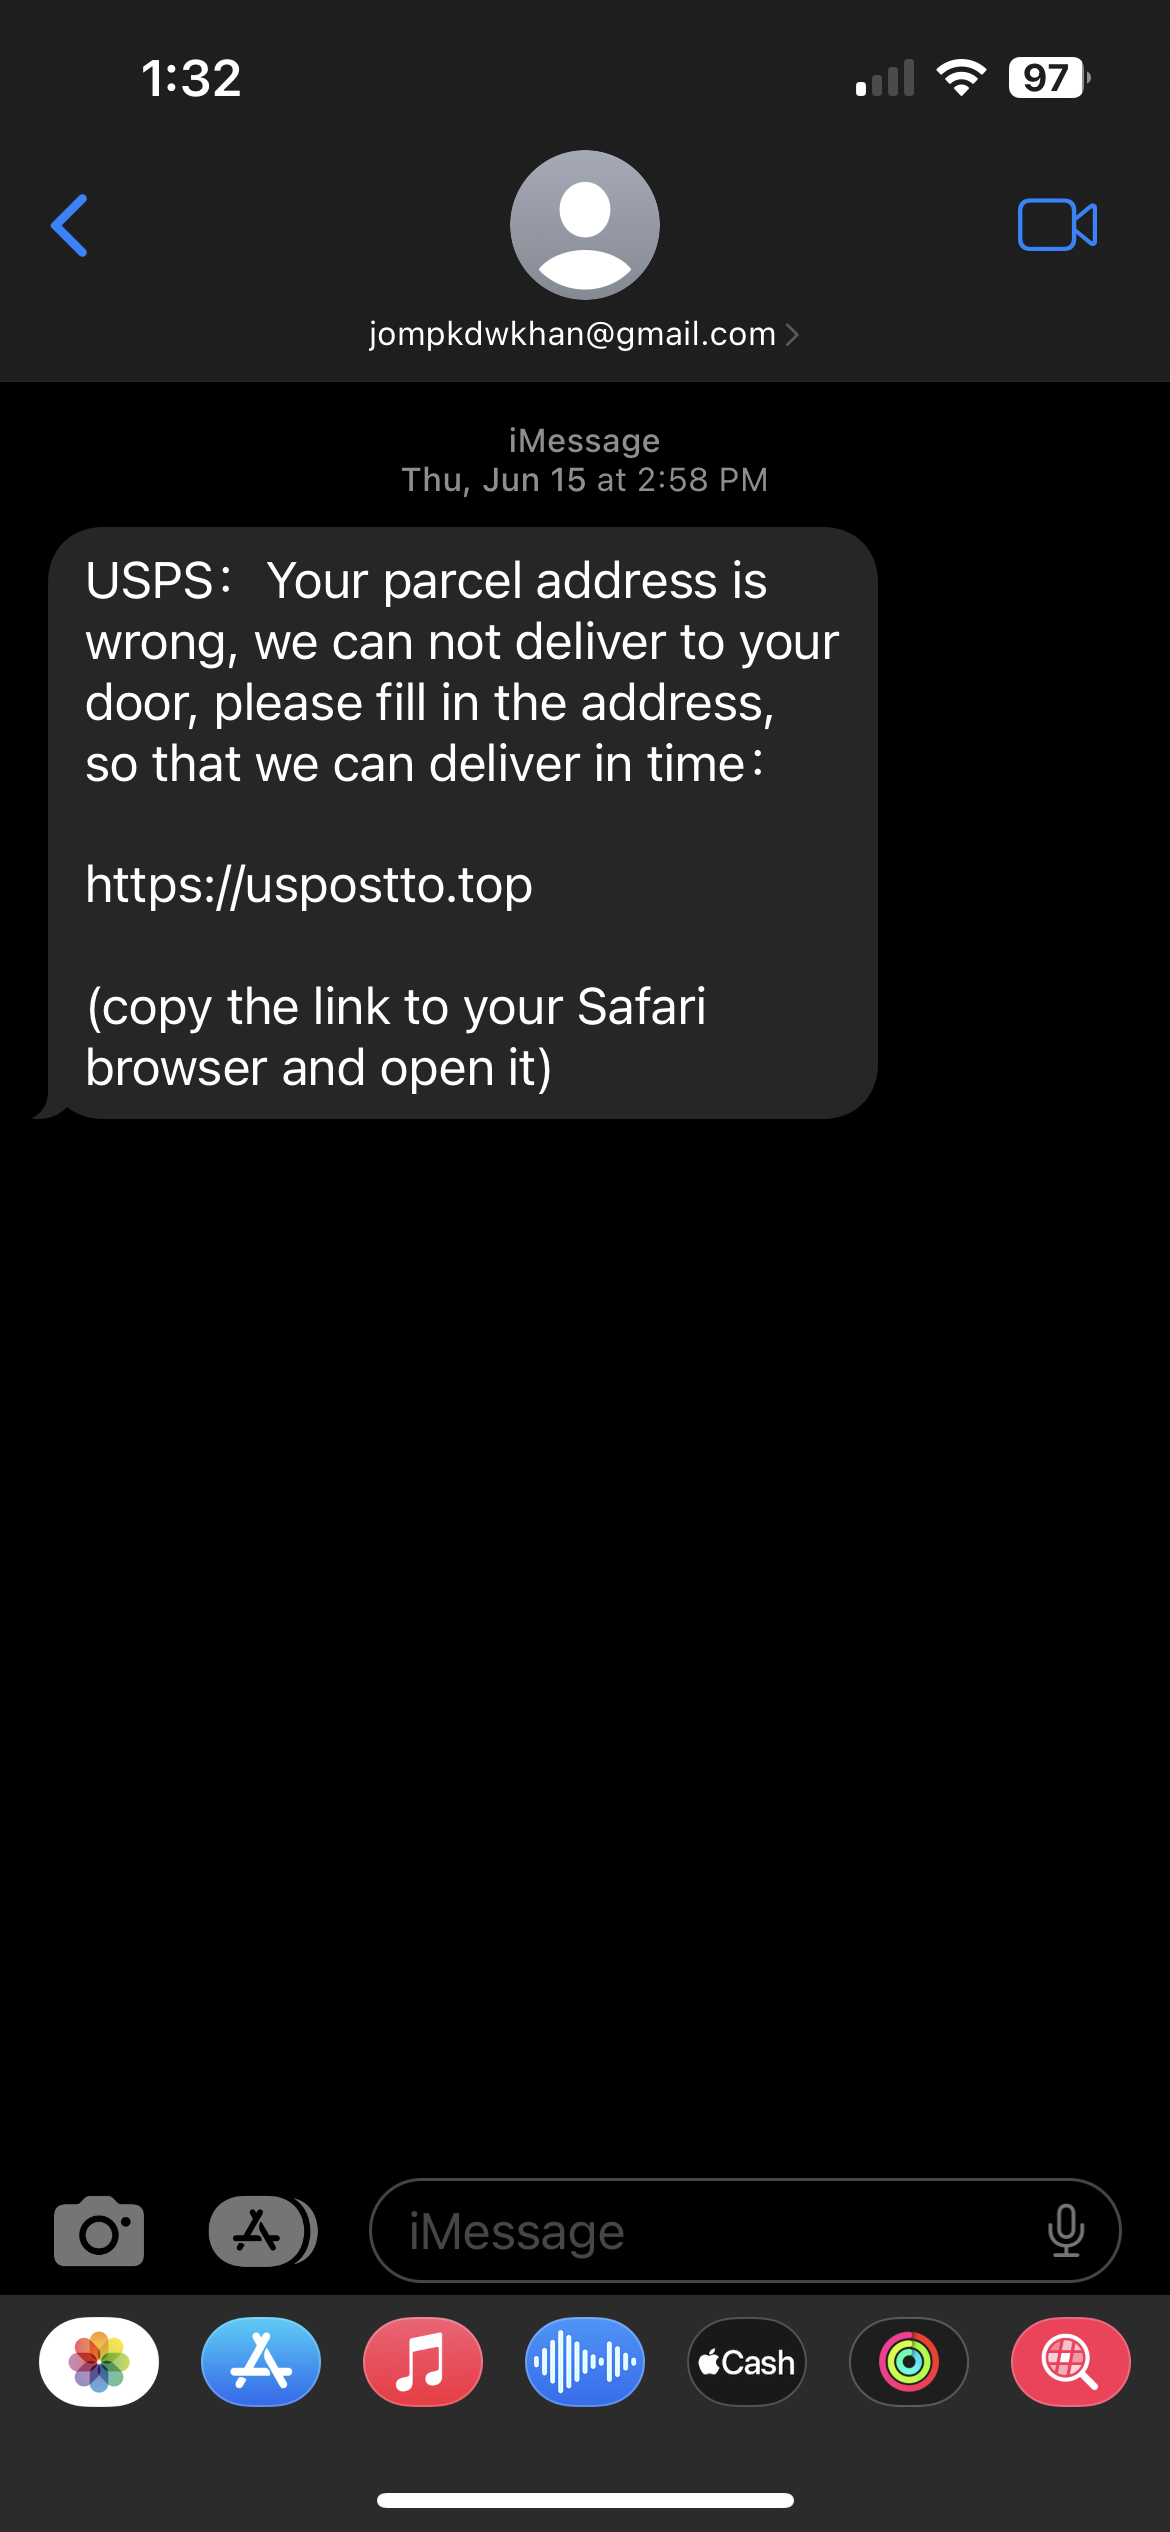 1:32
97
jompkdwkhan@gmail.com
iMessage
Thu, Jun 15 at 2:58 PM
USPS： Your parcel address is
wrong, we can not deliver to your
door, please fill in the address,
so that we can deliver in time：
https://uspostto.top
(copy the link to your Safari
browser and open it)
iMessage
Cash